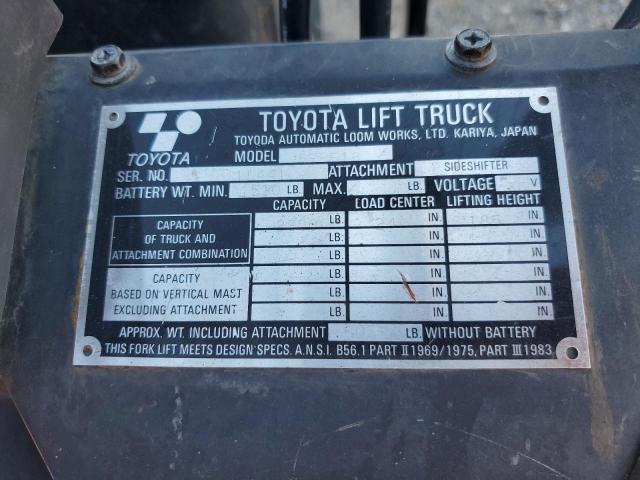 TOYOTA LIFT TRUCK
TOYODA AUTOMATIC LOOM WORKS, LTD. KARIYA, JAPAN
TOYOTA
MODEL
SER. NO. ATTACHMENT SIDESHIFTER
BATTERY WT. MIN. LB. MAX. LB. VOLTAGE V
CAPACITY LOAD CENTER LIFTING HEIGHT
CAPACITY OF TRUCK AND ATTACHMENT COMBINATION
LB. 24 IN. 185 IN.
LB. IN. IN.
LB. IN. IN.
CAPACITY BASED ON VERTICAL MAST EXCLUDING ATTACHMENT
LB. IN. IN.
LB. IN. IN.
LB. IN. IN.
APPROX. WT. INCLUDING ATTACHMENT LB. WITHOUT BATTERY
THIS FORK LIFT MEETS DESIGN SPECS. A.N.S.I. B56.1 PART II 1969/1975, PART III 1983.